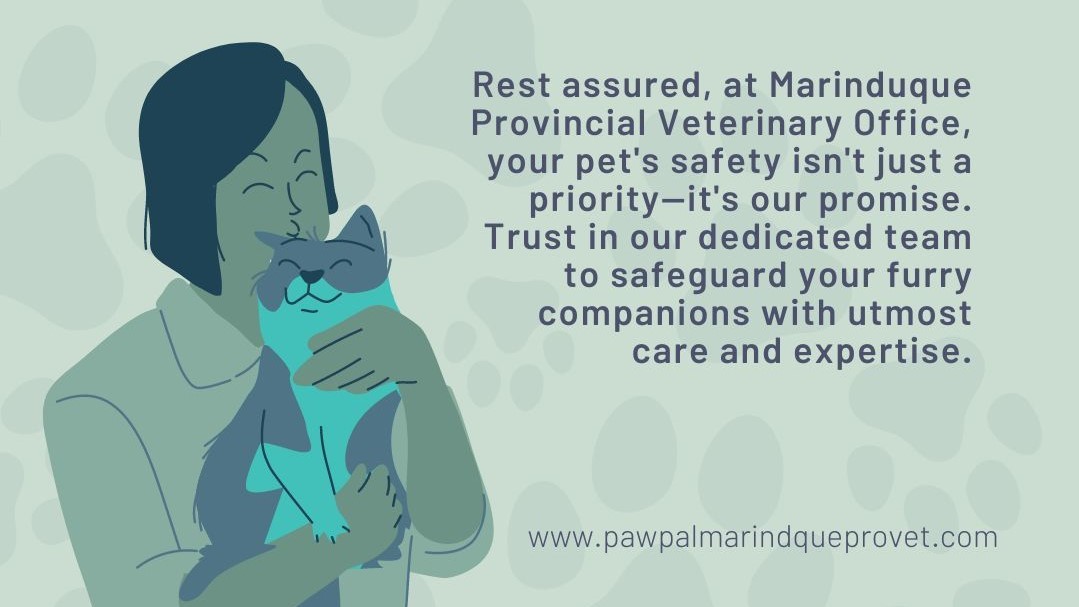 Rest assured, at Marinduque
Provincial Veterinary Office,
your pet's safety isn't just a
priority—it's our promise.
Trust in our dedicated team
to safeguard your furry
companions with utmost
care and expertise.
www.pawpalmarindqueprovet.com